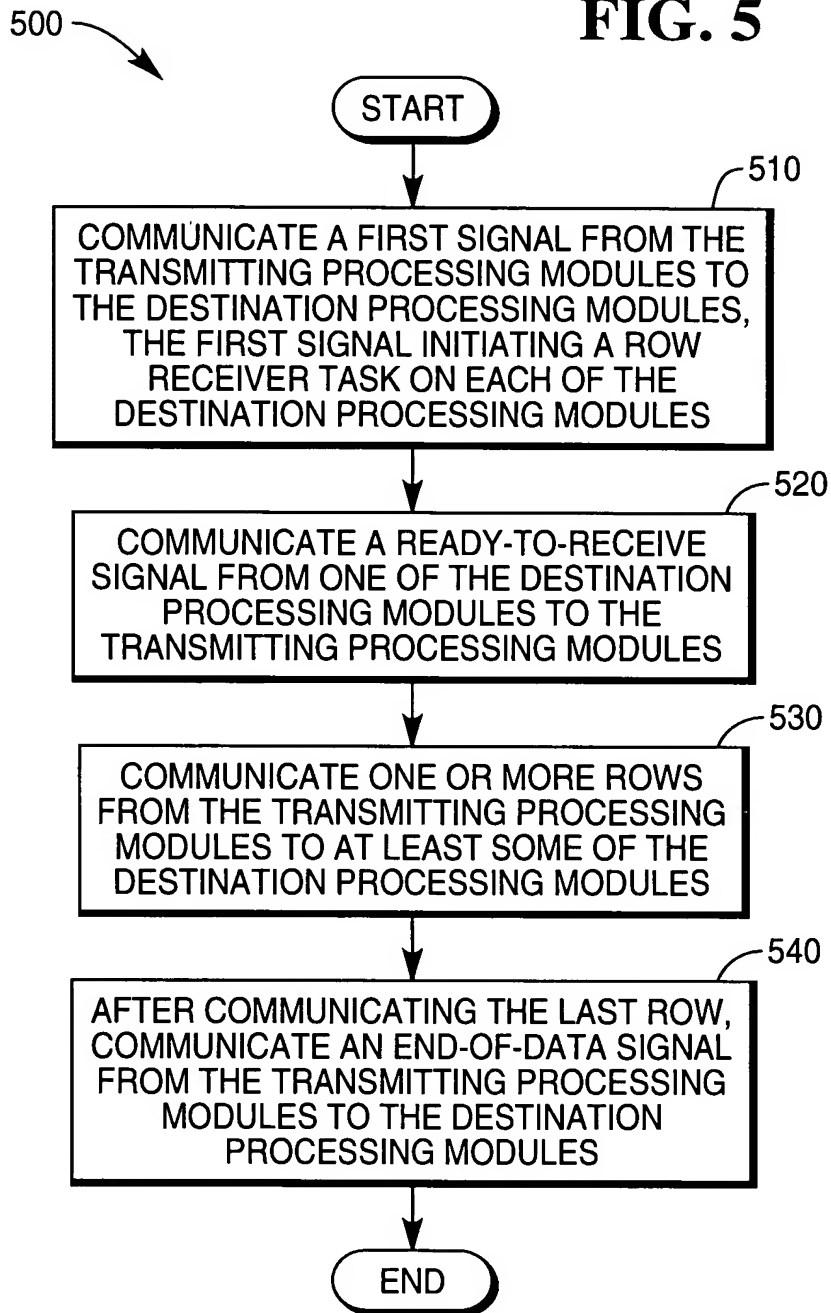 FIG. 5
500
START
510
COMMUNICATE A FIRST SIGNAL FROM THE
TRANSMITTING PROCESSING MODULES TO
THE DESTINATION PROCESSING MODULES,
THE FIRST SIGNAL INITIATING A ROW
RECEIVER TASK ON EACH OF THE
DESTINATION PROCESSING MODULES
520
COMMUNICATE A READY-TO-RECEIVE
SIGNAL FROM ONE OF THE DESTINATION
PROCESSING MODULES TO THE
TRANSMITTING PROCESSING MODULES
530
COMMUNICATE ONE OR MORE ROWS
FROM THE TRANSMITTING PROCESSING
MODULES TO AT LEAST SOME OF THE
DESTINATION PROCESSING MODULES
540
AFTER COMMUNICATING THE LAST ROW,
COMMUNICATE AN END-OF-DATA SIGNAL
FROM THE TRANSMITTING PROCESSING
MODULES TO THE DESTINATION
PROCESSING MODULES
END